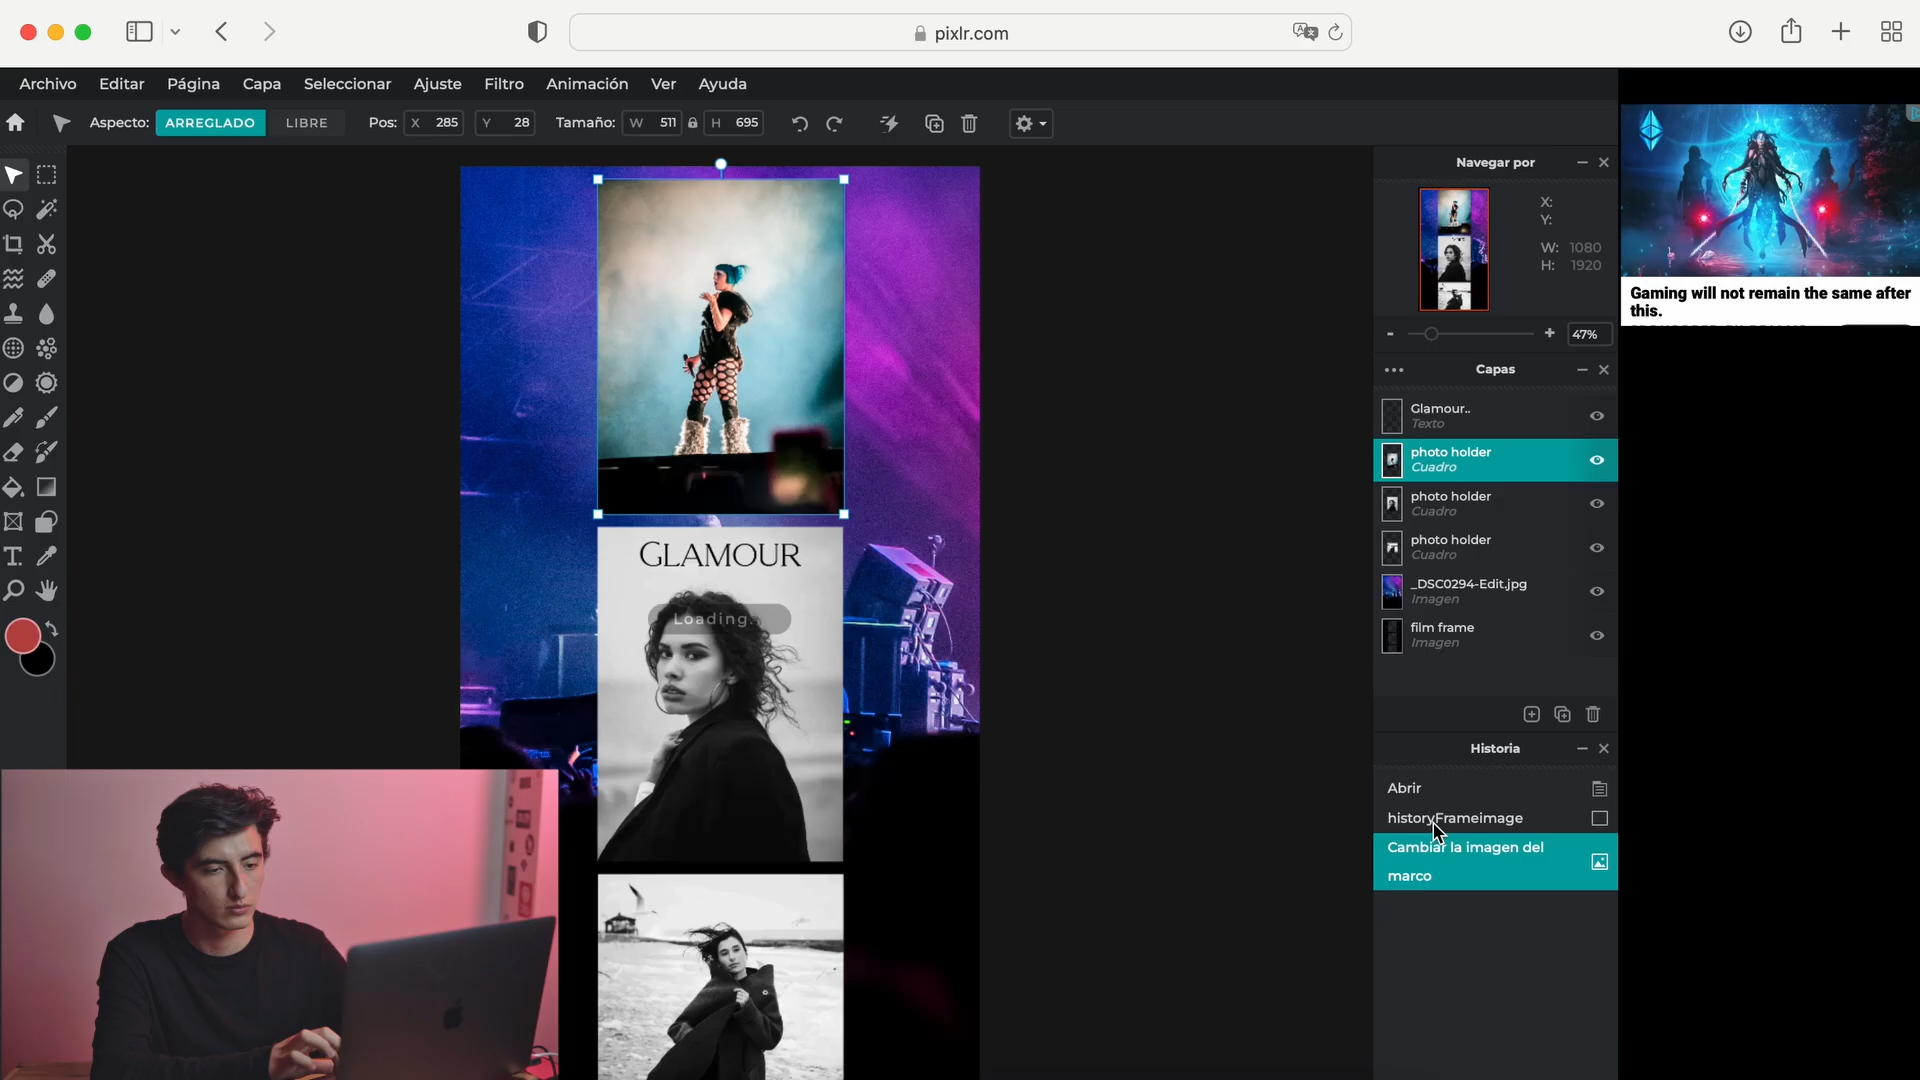 pixlr.com
Archivo Editar Página Capa Seleccionar Ajuste Filtro Animación Ver Ayuda
Aspecto: ARREGLADO LIBRE Pos: X 285 Y 28 Tamaño: W 511 H 695
Navegar por
X:
Y:
W: 1080
H: 1920
- + 47%
Capas
Glamour..
Texto
photo holder
Cuadro
photo holder
Cuadro
photo holder
Cuadro
_DSC0294-Edit.jpg
Imagen
film frame
Imagen
Historia
Abrir
historyFrameimage
Cambiar la imagen del
marco
GLAMOUR
Loading..
Gaming will not remain the same after
this.